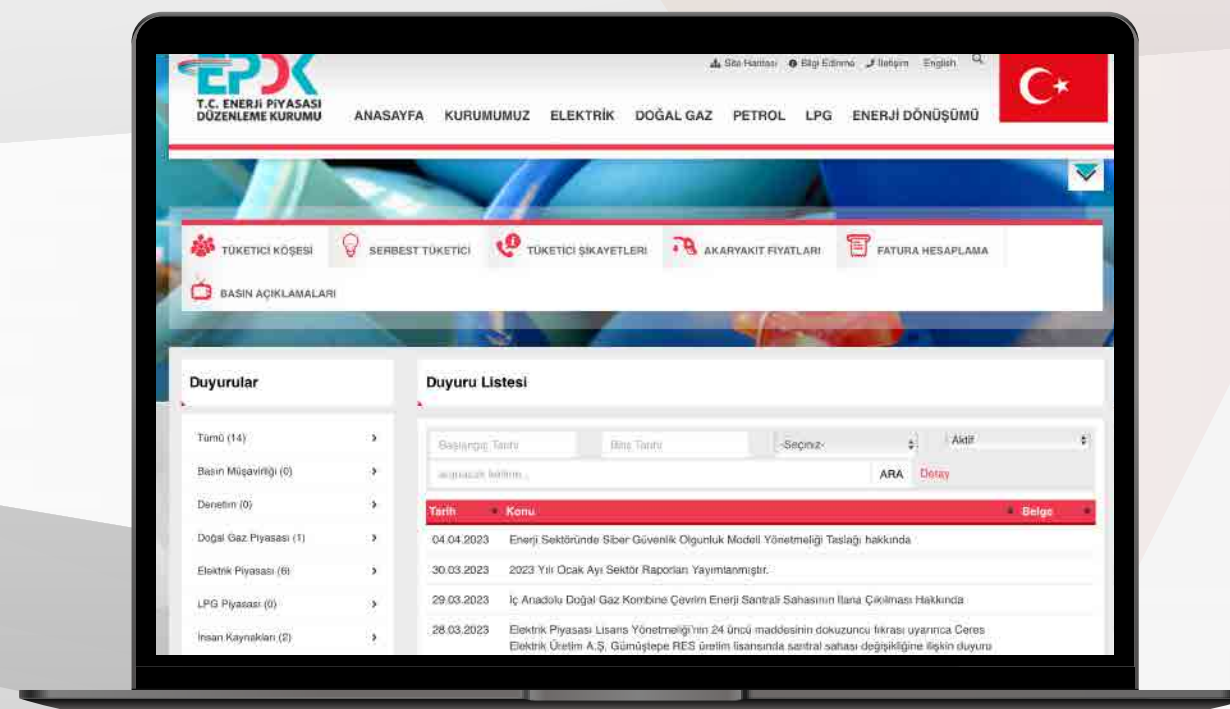 EPDK
T.C. ENERJİ PİYASASI
DÜZENLEME KURUMU
Site Haritası Bilgi Edinme İletişim English
ANASAYFA KURUMUMUZ ELEKTRİK DOĞAL GAZ PETROL LPG ENERJİ DÖNÜŞÜMÜ
TÜKETİCİ KÖŞESİ SERBEST TÜKETİCİ TÜKETİCİ ŞİKAYETLERİ AKARYAKIT FİYATLARI FATURA HESAPLAMA
BASIN AÇIKLAMALARI
Duyurular
Duyuru Listesi
Tümü (14)
Basın Müşavirliği (0)
Denetim (0)
Doğal Gaz Piyasası (1)
Elektrik Piyasası (6)
LPG Piyasası (0)
İnsan Kaynakları (2)
Başlangıç Tarihi Bitiş Tarihi -Seçiniz- Aktif
aranacak kelime.. ARA Detay
Tarih Konu Belge
04.04.2023 Enerji Sektöründe Siber Güvenlik Olgunluk Modeli Yönetmeliği Taslağı hakkında
30.03.2023 2023 Yılı Ocak Ayı Sektör Raporları Yayımlanmıştır.
29.03.2023 İç Anadolu Doğal Gaz Kombine Çevrim Enerji Santrali Sahasının İlana Çıkılması Hakkında
28.03.2023 Elektrik Piyasası Lisans Yönetmeliği'nin 24 üncü maddesinin dokuzuncu fıkrası uyarınca Ceres
Elektrik Üretim A.Ş. Gümüştepe RES üretim lisansında santral sahası değişikliğine ilişkin duyuru